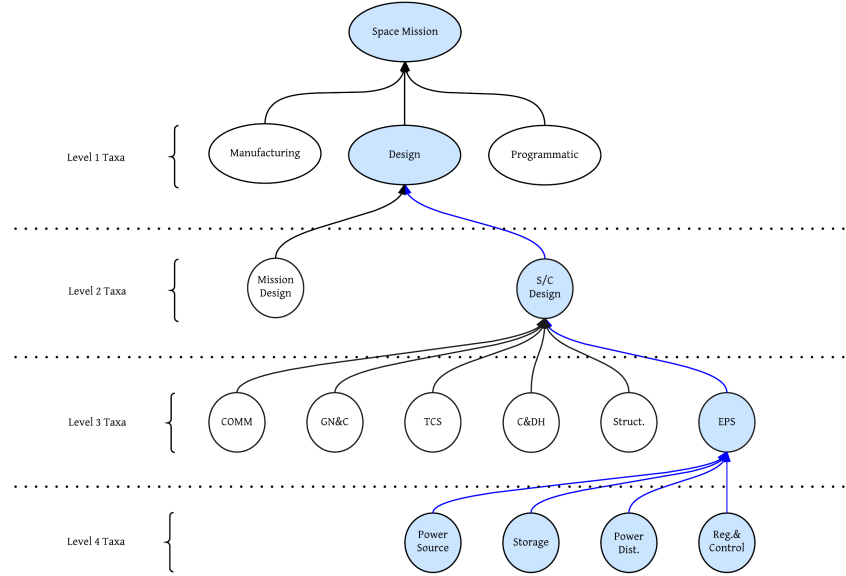 Space Mission
Level 1 Taxa
Manufacturing
Design
Programmatic
Level 2 Taxa
Mission
Design
S/C
Design
Level 3 Taxa
COMM
GN&C
TCS
C&DH
Struct.
EPS
Level 4 Taxa
Power
Source
Storage
Power
Dist.
Reg.&
Control